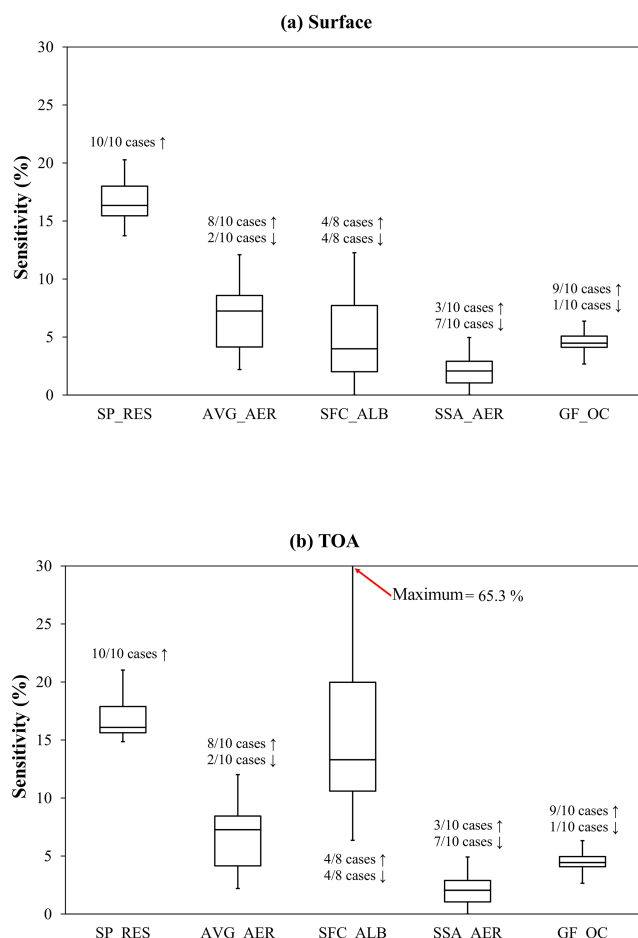 (a) Surface
30
25
20
15
10
5
0
Sensitivity (%)
10/10 cases ↑
8/10 cases ↑
2/10 cases ↓
4/8 cases ↑
4/8 cases ↓
3/10 cases ↑
7/10 cases ↓
9/10 cases ↑
1/10 cases ↓
SP_RES AVG_AER SFC_ALB SSA_AER GF_OC
(b) TOA
30
25
20
15
10
5
0
Sensitivity (%)
Maximum = 65.3 %
10/10 cases ↑
8/10 cases ↑
2/10 cases ↓
4/8 cases ↑
4/8 cases ↓
3/10 cases ↑
7/10 cases ↓
9/10 cases ↑
1/10 cases ↓
SP_RES AVG_AER SFC_ALB SSA_AER GF_OC